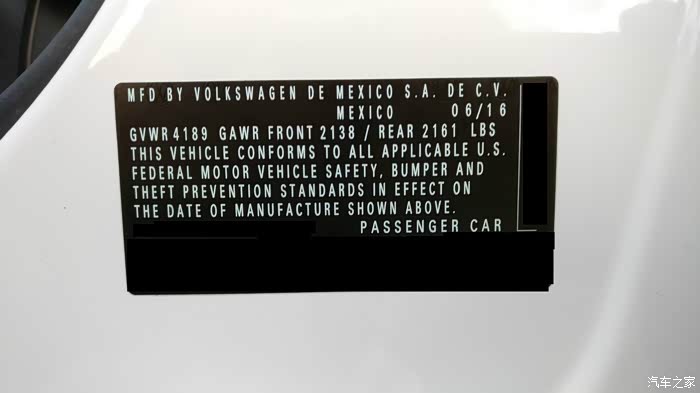 MFD BY VOLKSWAGEN DE MEXICO S.A. DE C.V.
MEXICO 06/16
GVWR 4189 GAWR FRONT 2138 / REAR 2161 LBS
THIS VEHICLE CONFORMS TO ALL APPLICABLE U.S.
FEDERAL MOTOR VEHICLE SAFETY, BUMPER AND
THEFT PREVENTION STANDARDS IN EFFECT ON
THE DATE OF MANUFACTURE SHOWN ABOVE.
PASSENGER CAR
汽车之家